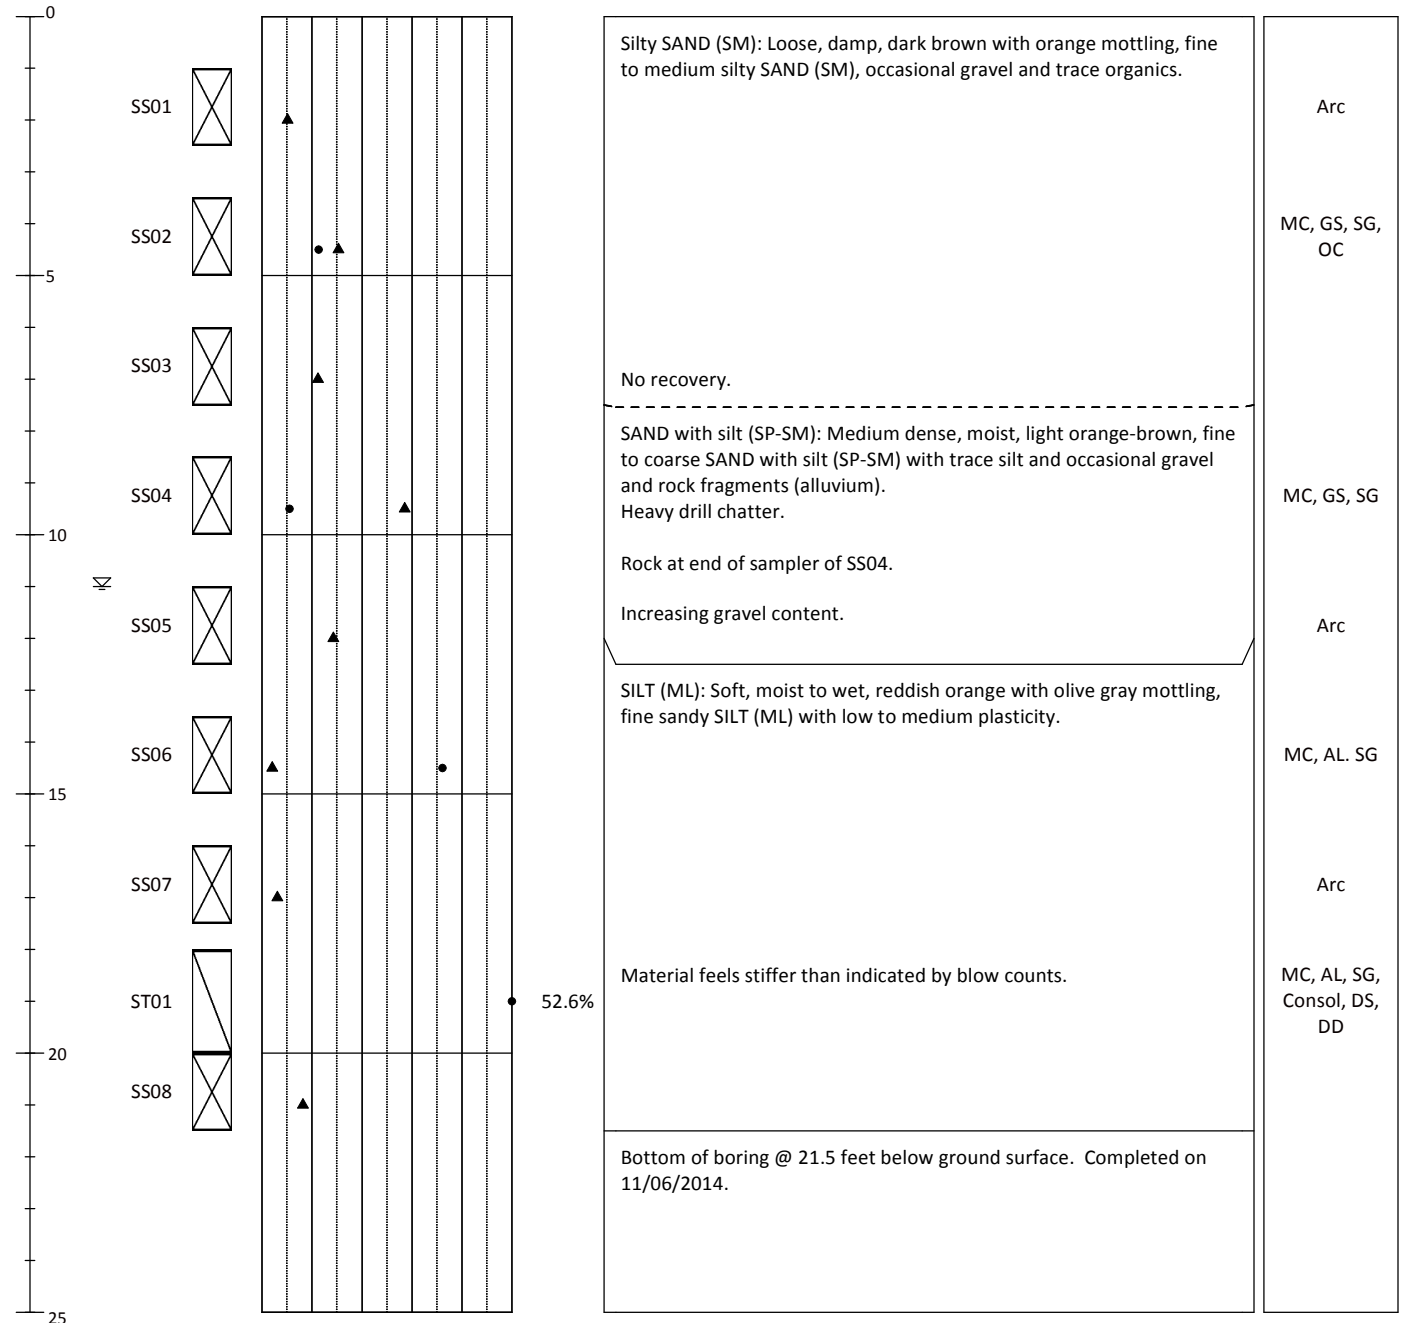 0
Silty SAND (SM): Loose, damp, dark brown with orange mottling, fine
to medium silty SAND (SM), occasional gravel and trace organics.
SS01
Arc
SS02
MC, GS, SG,
OC
5
SS03
No recovery.
SAND with silt (SP-SM): Medium dense, moist, light orange-brown, fine
to coarse SAND with silt (SP-SM) with trace silt and occasional gravel
and rock fragments (alluvium).
Heavy drill chatter.
SS04
MC, GS, SG
10
Rock at end of sampler of SS04.
Increasing gravel content.
SS05
Arc
SILT (ML): Soft, moist to wet, reddish orange with olive gray mottling,
fine sandy SILT (ML) with low to medium plasticity.
SS06
MC, AL. SG
15
SS07
Arc
Material feels stiffer than indicated by blow counts.
ST01
52.6%
MC, AL, SG,
Consol, DS,
DD
20
SS08
Bottom of boring @ 21.5 feet below ground surface.  Completed on
11/06/2014.
25